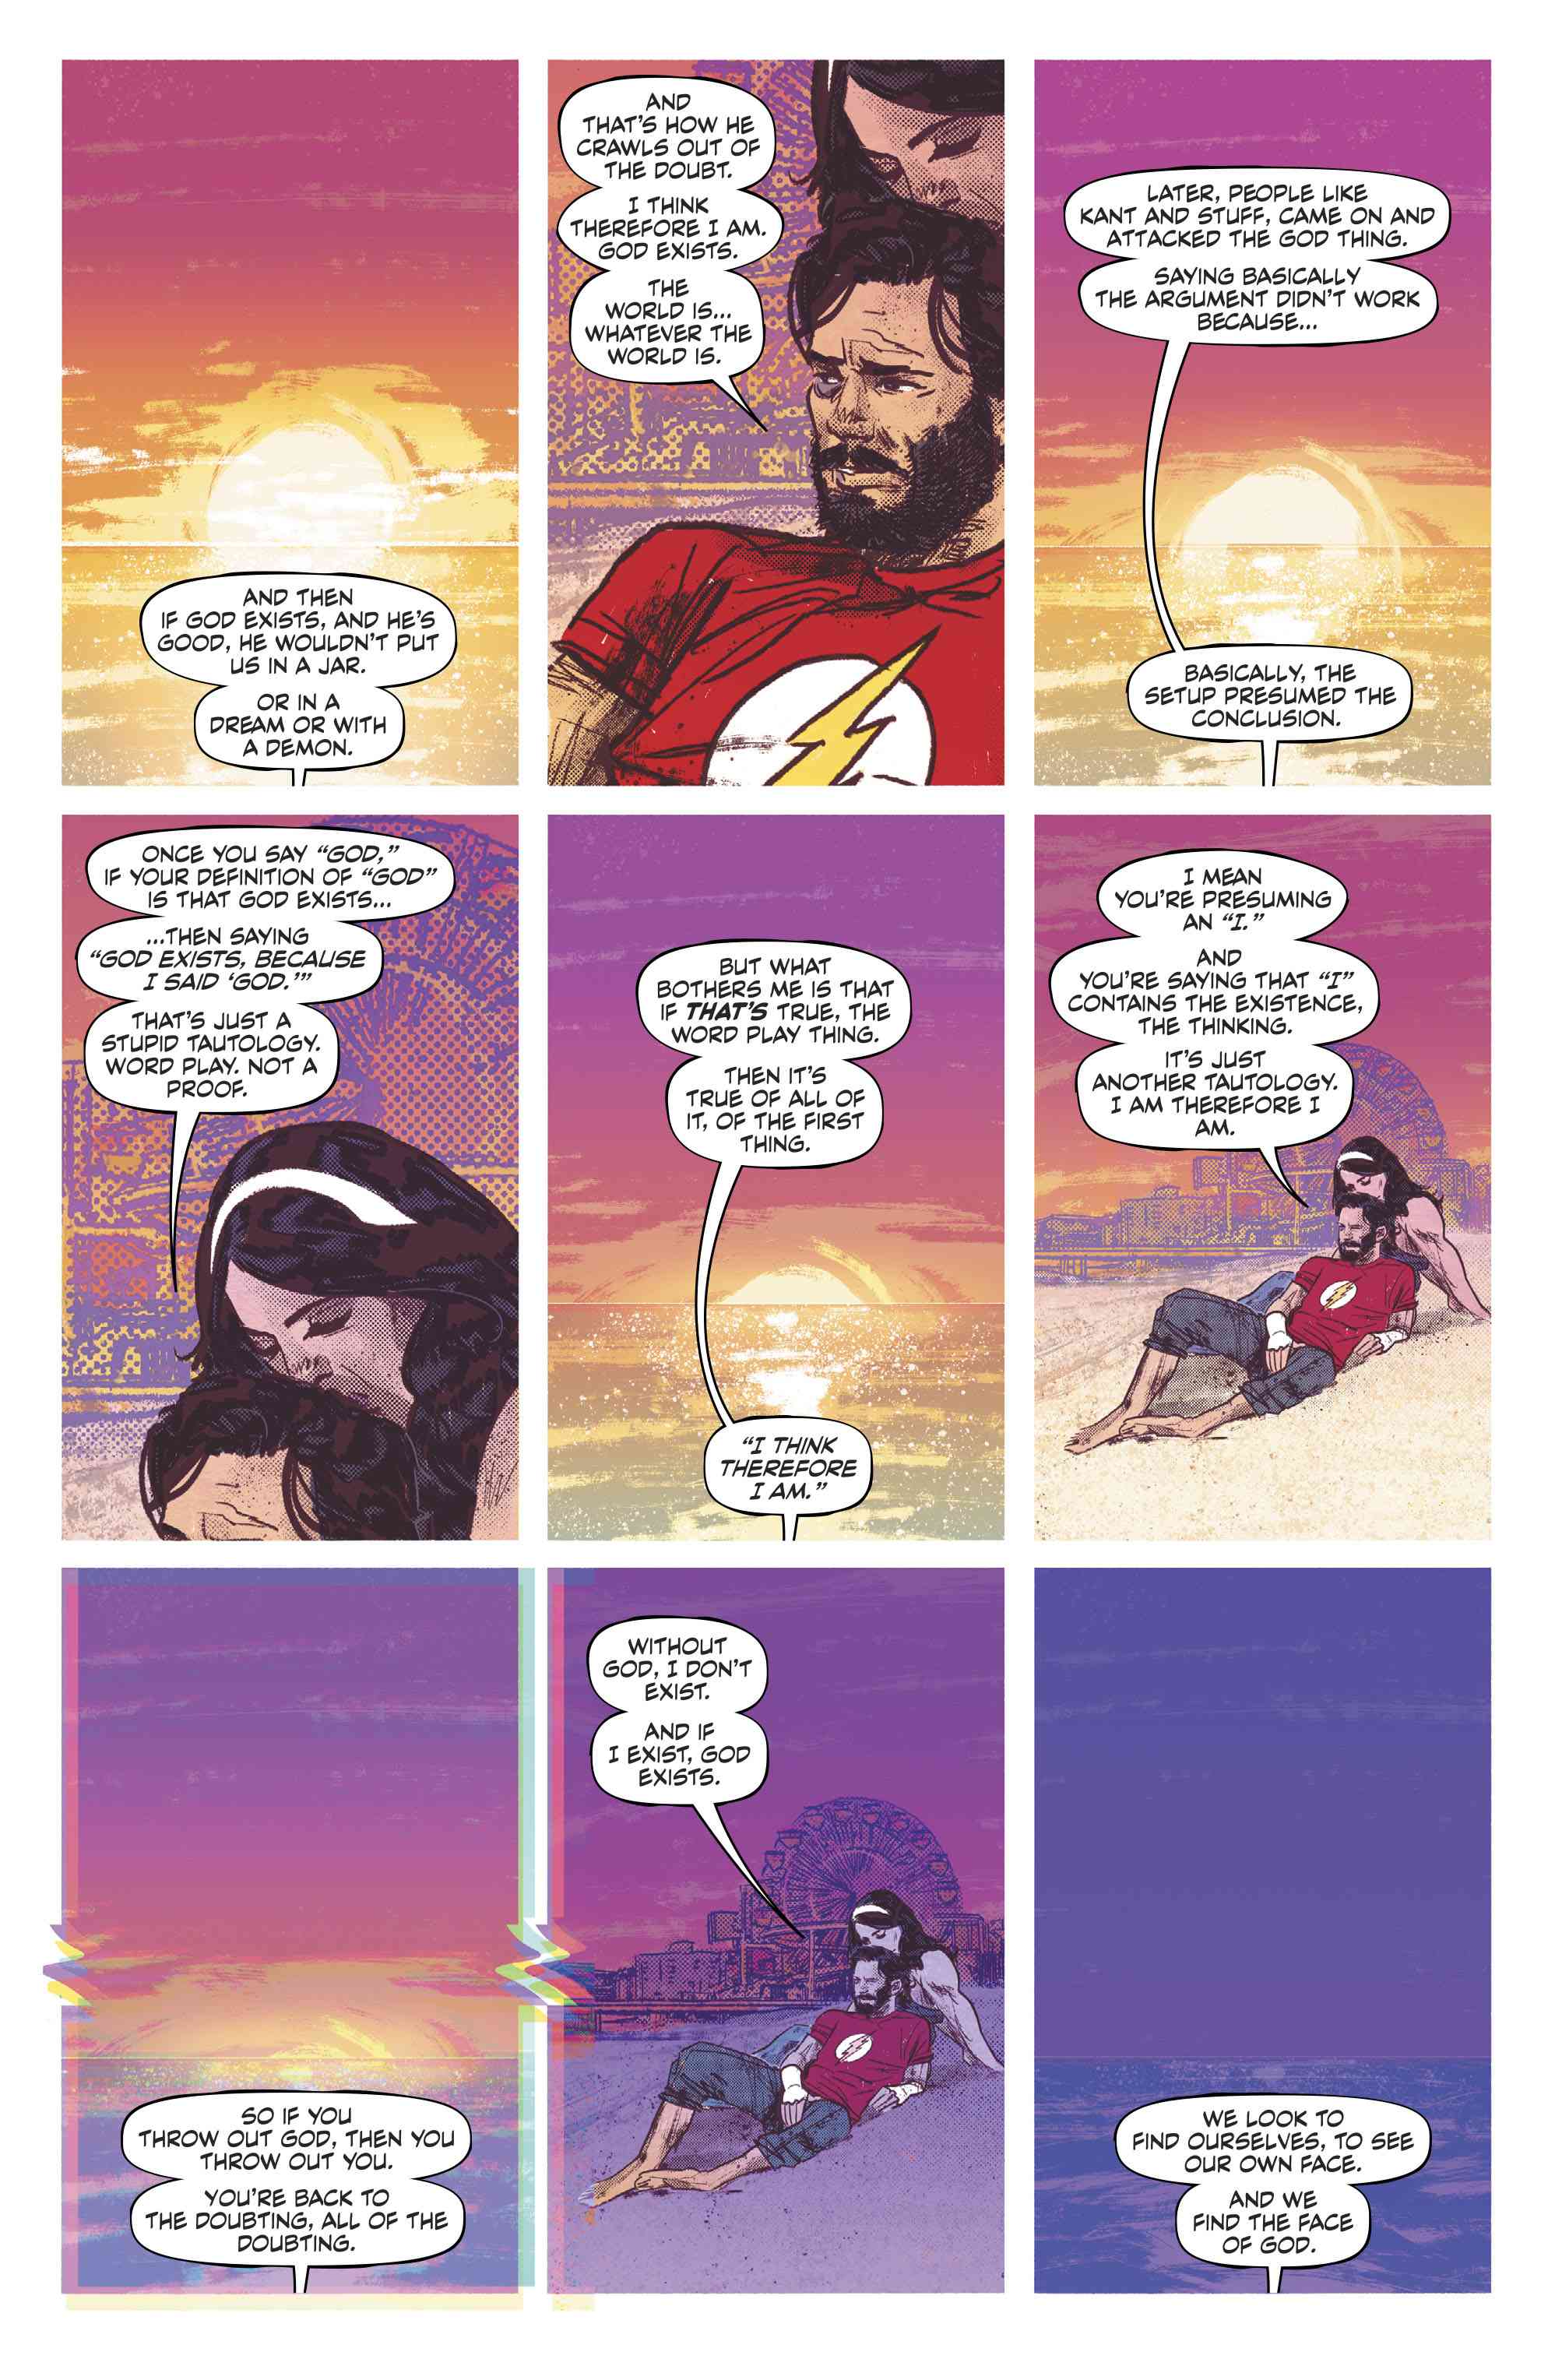 AND THEN
IF GOD EXISTS, AND HE'S
GOOD, HE WOULDN'T PUT
US IN A JAR.
OR IN A
DREAM OR WITH
A DEMON.
AND
THAT'S HOW HE
CRAWLS OUT OF
THE DOUBT.
I THINK
THEREFORE I AM.
GOD EXISTS.
THE
WORLD IS...
WHATEVER THE
WORLD IS.
LATER, PEOPLE LIKE
KANT AND STUFF, CAME ON AND
ATTACKED THE GOD THING.
SAYING BASICALLY
THE ARGUMENT DIDN'T WORK
BECAUSE...
BASICALLY, THE
SETUP PRESUMED THE
CONCLUSION.
ONCE YOU SAY "GOD,"
IF YOUR DEFINITION OF "GOD"
IS THAT GOD EXISTS...
...THEN SAYING
"GOD EXISTS, BECAUSE
I SAID 'GOD.'"
THAT'S JUST A
STUPID TAUTOLOGY.
WORD PLAY. NOT A
PROOF.
BUT WHAT
BOTHERS ME IS THAT
IF THAT'S TRUE, THE
WORD PLAY THING.
THEN IT'S
TRUE OF ALL OF
IT, OF THE FIRST
THING.
"I THINK
THEREFORE
I AM."
I MEAN
YOU'RE PRESUMING
AN "I."
AND
YOU'RE SAYING THAT "I"
CONTAINS THE EXISTENCE,
THE THINKING.
IT'S JUST
ANOTHER TAUTOLOGY.
I AM THEREFORE I
AM.
SO IF YOU
THROW OUT GOD, THEN YOU
THROW OUT YOU.
YOU'RE BACK TO
THE DOUBTING, ALL OF THE
DOUBTING.
WITHOUT
GOD, I DON'T
EXIST.
AND IF
I EXIST, GOD
EXISTS.
WE LOOK TO
FIND OURSELVES, TO SEE
OUR OWN FACE.
AND WE
FIND THE FACE
OF GOD.